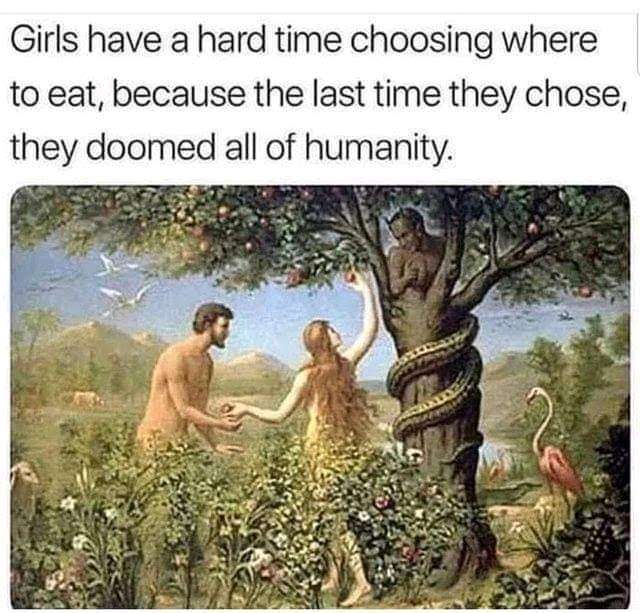 Girls have a hard time choosing where
to eat, because the last time they chose,
they doomed all of humanity.